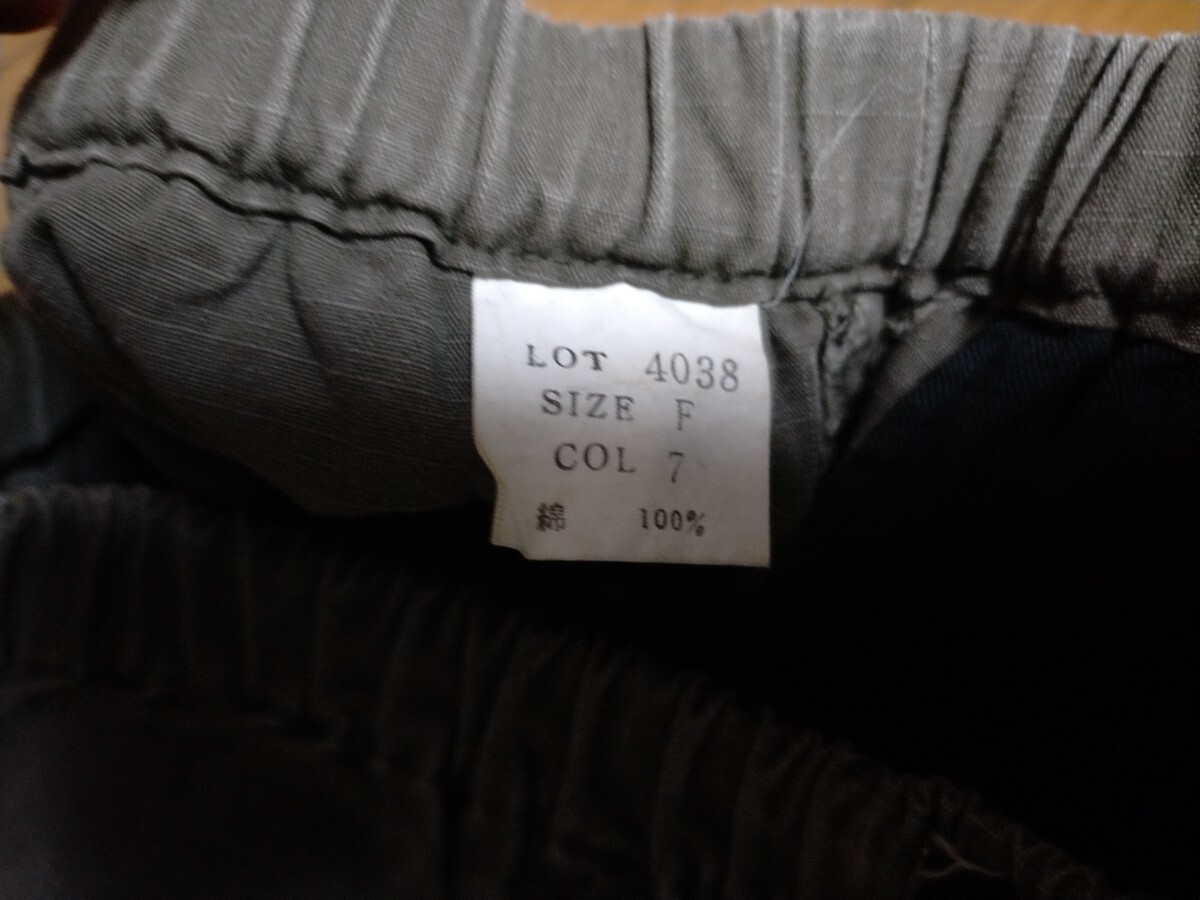 LOT 4038
SIZE F
COL 7
綿 100%